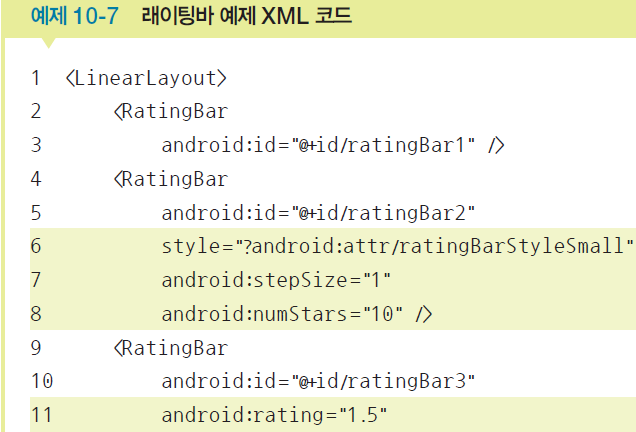 예제 10-7 래이팅바 예제 XML 코드
1 <LinearLayout>
2 <RatingBar
3 android:id="@+id/ratingBar1" />
4 <RatingBar
5 android:id="@+id/ratingBar2"
6 style="?android:attr/ratingBarStyleSmall"
7 android:stepSize="1"
8 android:numStars="10" />
9 <RatingBar
10 android:id="@+id/ratingBar3"
11 android:rating="1.5"